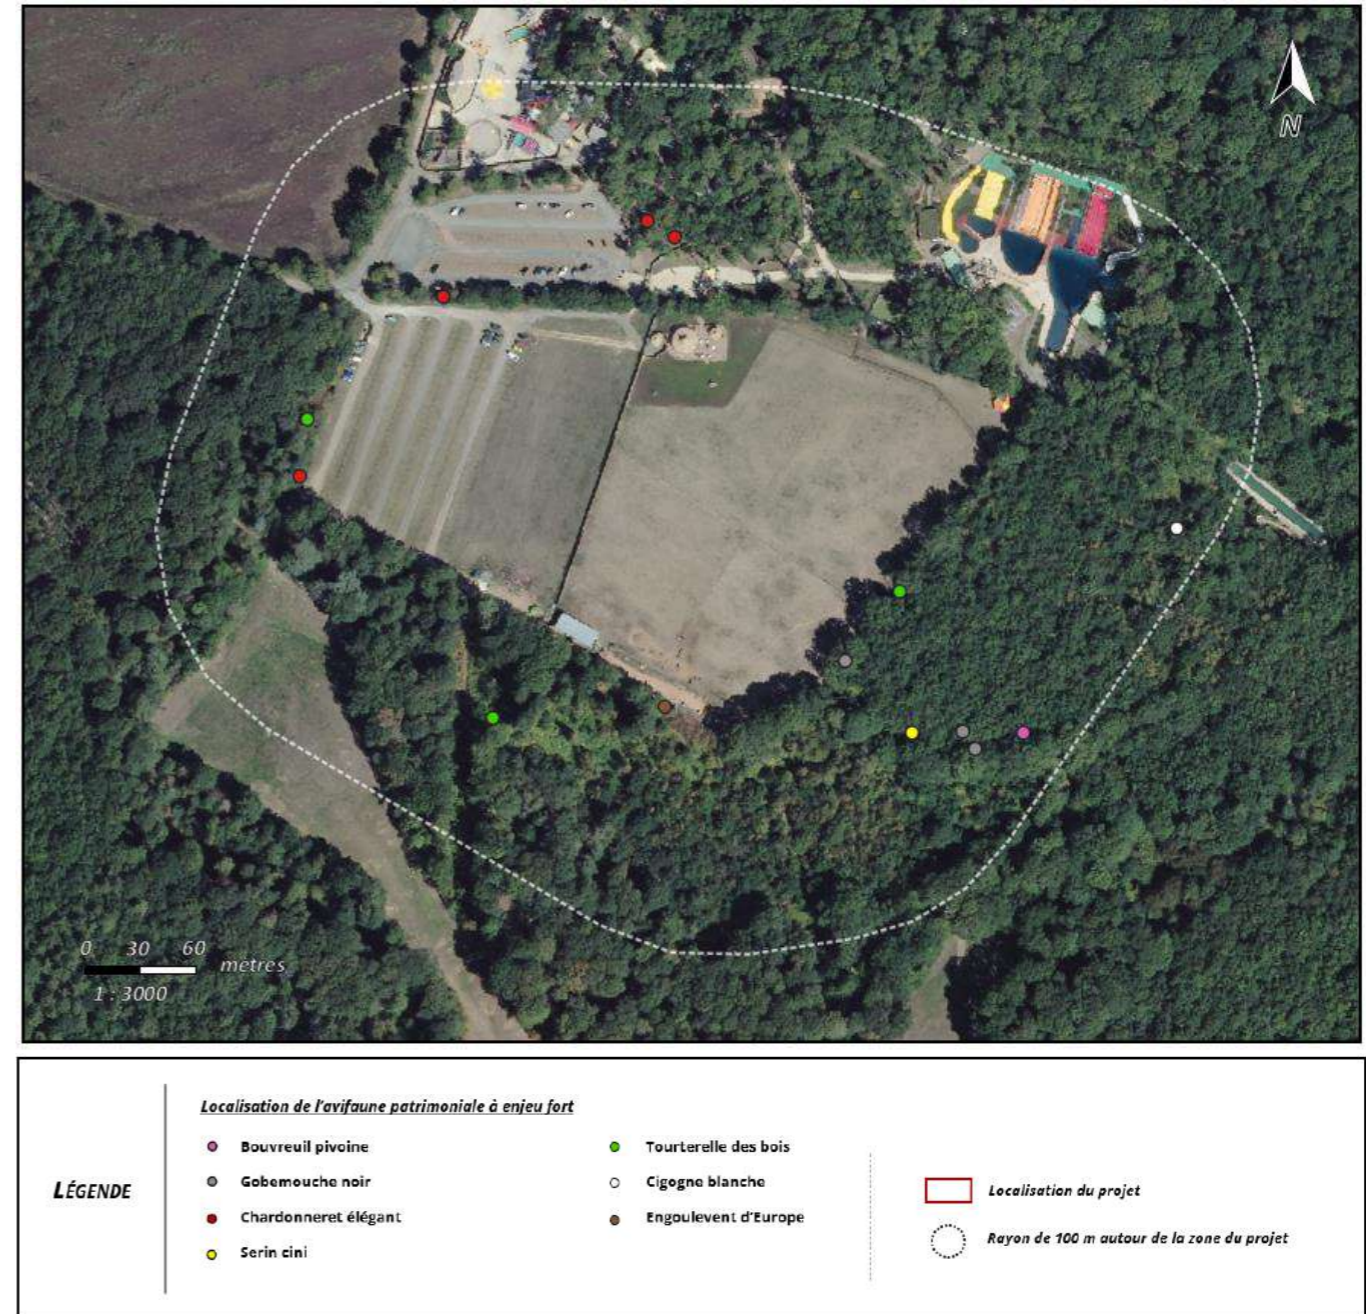 N
0 30 60
mètres
1 : 3000
LÉGENDE
Localisation de l'avifaune patrimoniale à enjeu fort
Bouvreuil pivoine
Gobemouche noir
Chardonneret élégant
Serin cini
Tourterelle des bois
Cigogne blanche
Engoulevent d'Europe
Localisation du projet
Rayon de 100 m autour de la zone du projet